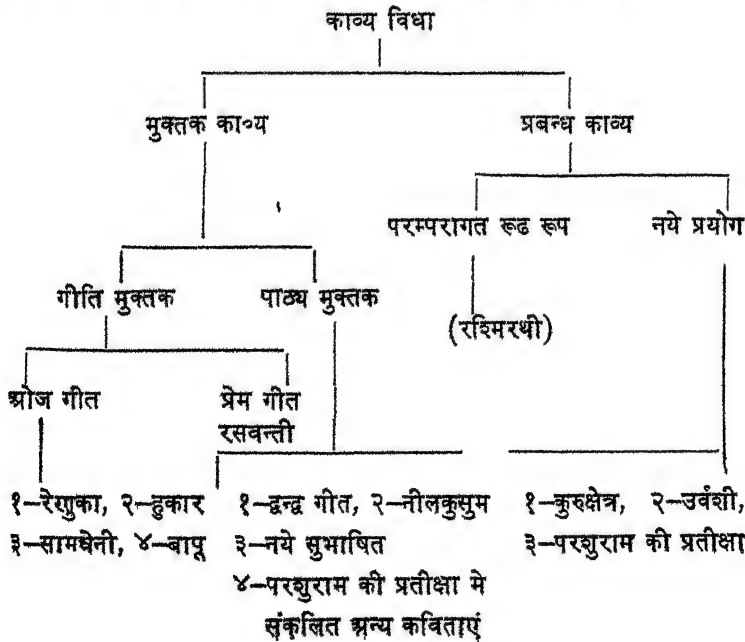 काव्य विधा
मुक्तक काव्य प्रबन्ध काव्य
परम्परागत रूढ रूप नये प्रयोग
गीति मुक्तक पाठ्य मुक्तक
(रश्मिरथी)
ओज गीत प्रेम गीत
रसवन्ती
१–रेणुका, २–हुकार १–द्वन्द्व गीत, २–नीलकुसुम १–कुरुक्षेत्र, २–उर्वशी,
३–सामधेनी, ४–बापू ३–नये सुभाषित ३–परशुराम की प्रतीक्षा
४–परशुराम की प्रतीक्षा मे
संकलित अन्य कविताएं